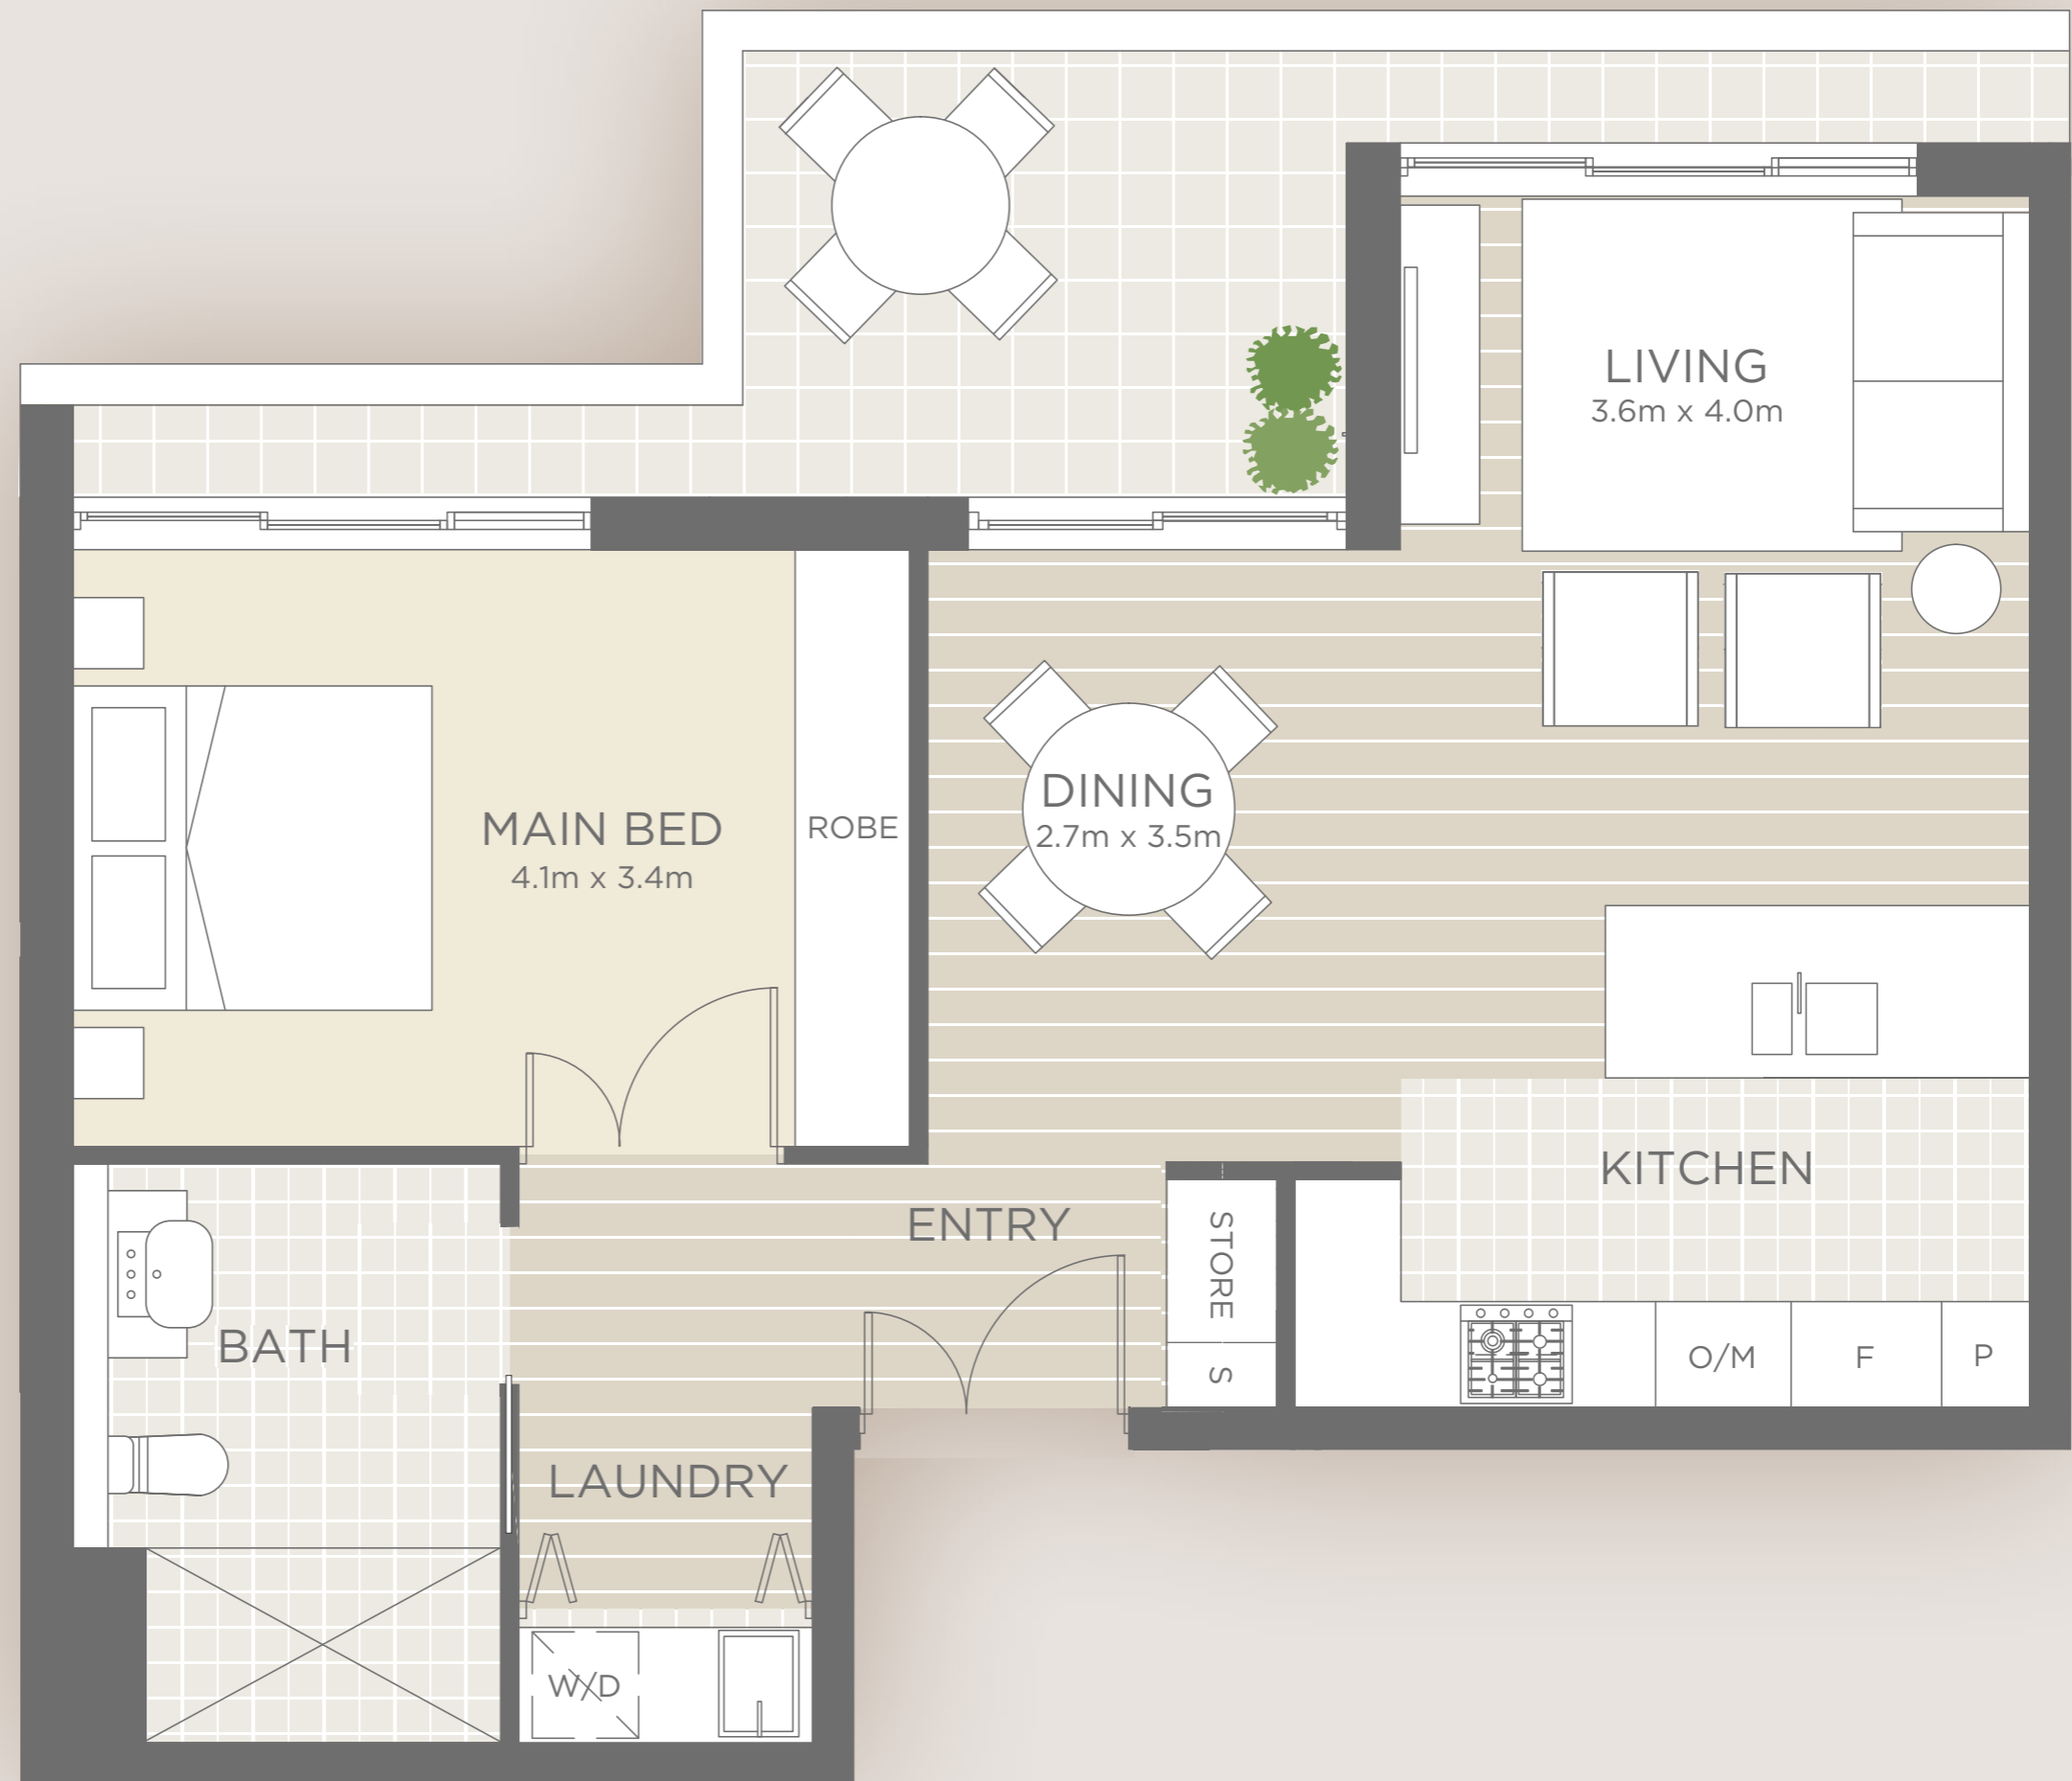 LIVING
3.6m x 4.0m
MAIN BED
4.1m x 3.4m
ROBE
DINING
2.7m x 3.5m
KITCHEN
ENTRY
STORE
S
BATH
O/M
F
P
LAUNDRY
W/D